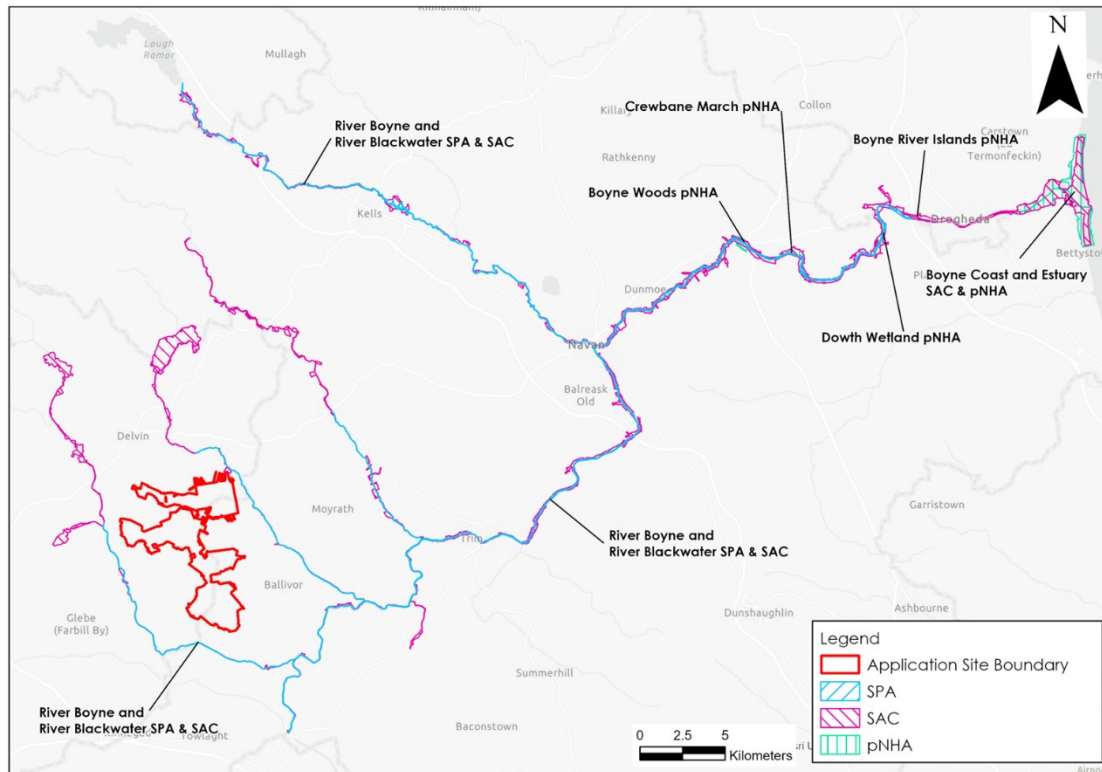 Kilmainham
Lough
Ramor
Mullagh
N
Crewbane March pNHA
Killary
Collon
River Boyne and
River Blackwater SPA & SAC
Boyne River Islands pNHA
Carstown
Termonfeckin)
Rathkenny
Boyne Woods pNHA
Kells
Drogheda
Bettystow
Boyne Coast and Estuary
SAC & pNHA
Dunmoe
Dowth Wetland pNHA
Navan
Balreask
Old
Delvin
Garristown
Moyrath
River Boyne and
River Blackwater SPA & SAC
Trim
Ballivor
Ashbourne
Dunshaughlin
Glebe
(Farbill By)
Legend
Application Site Boundary
SPA
SAC
pNHA
Summerhill
River Boyne and
River Blackwater SPA & SAC
Towlaght
Baconstown
0 2.5 5
Kilometers